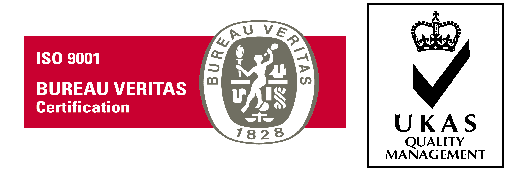 ISO 9001
BUREAU VERITAS
Certification
BUREAU VERITAS
1828
UKAS
QUALITY
MANAGEMENT